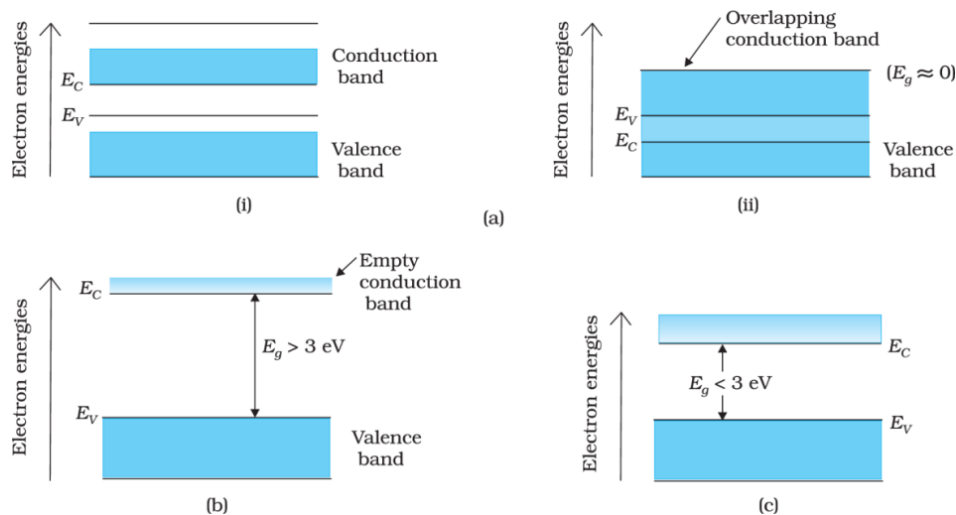 Electron energies
Conduction
band
E_C
E_V
Valence
band
(i)
Electron energies
Overlapping
conduction band
(E_g ≈ 0)
E_V
E_C
Valence
band
(ii)
(a)
Electron energies
Empty
conduction
band
E_C
E_g > 3 eV
E_V
Valence
band
(b)
Electron energies
E_C
E_g < 3 eV
E_V
(c)